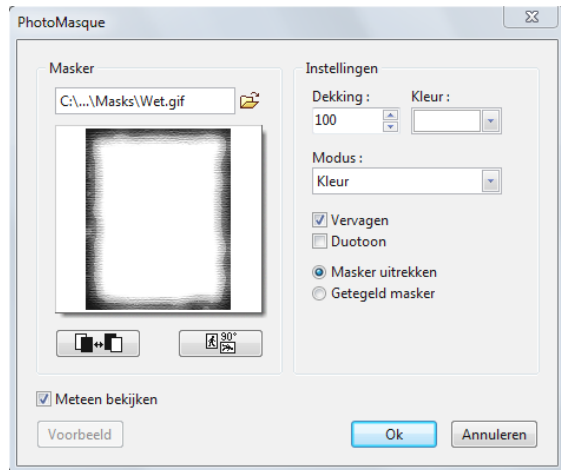 PhotoMasque
Masker
C:\...\Masks\Wet.gif
90°
Instellingen
Dekking :
Kleur :
100
Modus :
Kleur
Vervagen
Duotoon
Masker uitrekken
Getegeld masker
Meteen bekijken
Voorbeeld
Ok
Annuleren